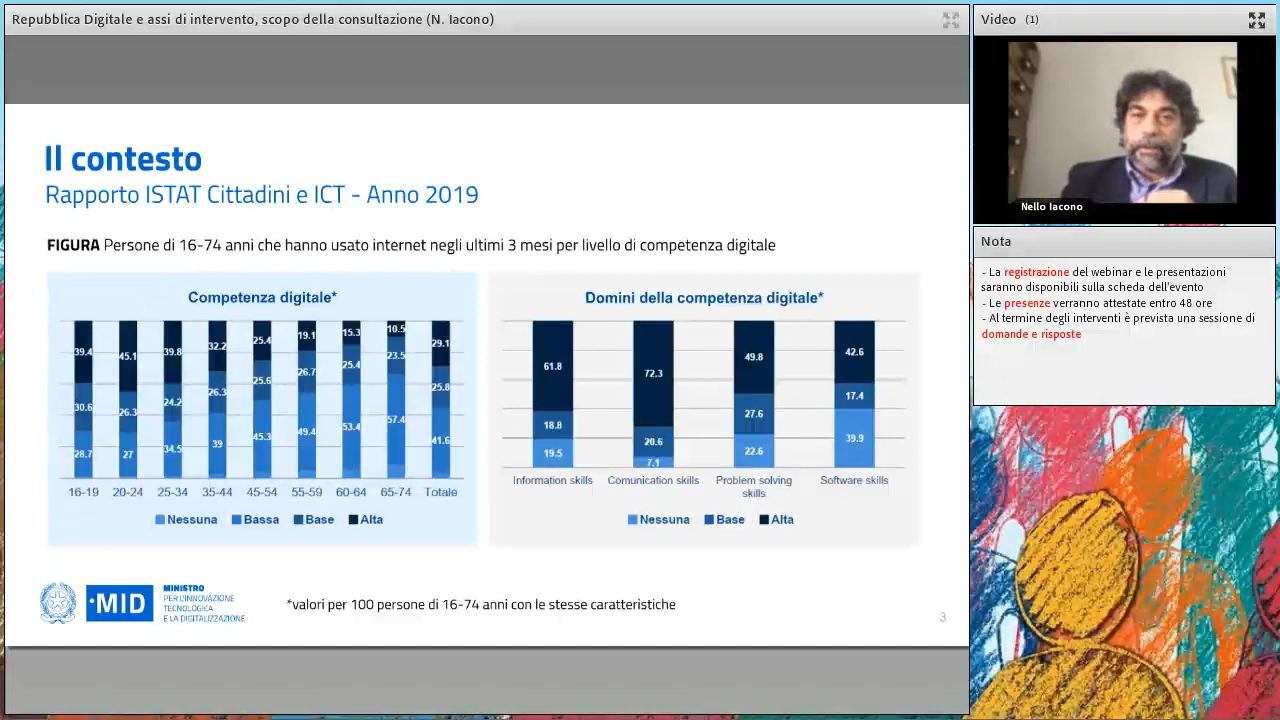 Repubblica Digitale e assi di intervento, scopo della consultazione (N. Iacono)
Il contesto
Rapporto ISTAT Cittadini e ICT - Anno 2019
FIGURA Persone di 16-74 anni che hanno usato internet negli ultimi 3 mesi per livello di competenza digitale
Competenza digitale*
39.4 45.1 39.8 32.2 25.4 19.1 15.3 10.5 29.1
30.6 26.3 24.2 26.3 25.6 26.7 25.4 23.5 25.8
28.7 27 34.5 39 45.3 49.4 53.4 57.4 41.6
16-19 20-24 25-34 35-44 45-54 55-59 60-64 65-74 Totale
Nessuna Bassa Base Alta
Domini della competenza digitale*
61.8 72.3 49.8 42.6
18.8 20.6 27.6 17.4
19.5 7.1 22.6 39.9
Information skills Comunication skills Problem solving skills Software skills
Nessuna Base Alta
MID
MINISTRO
PER L'INNOVAZIONE
TECNOLOGICA
E LA DIGITALIZZAZIONE
*valori per 100 persone di 16-74 anni con le stesse caratteristiche
3
Video (1)
Nello Iacono
Nota
- La registrazione del webinar e le presentazioni
saranno disponibili sulla scheda dell'evento
- Le presenze verranno attestate entro 48 ore
- Al termine degli interventi è prevista una sessione di
domande e risposte